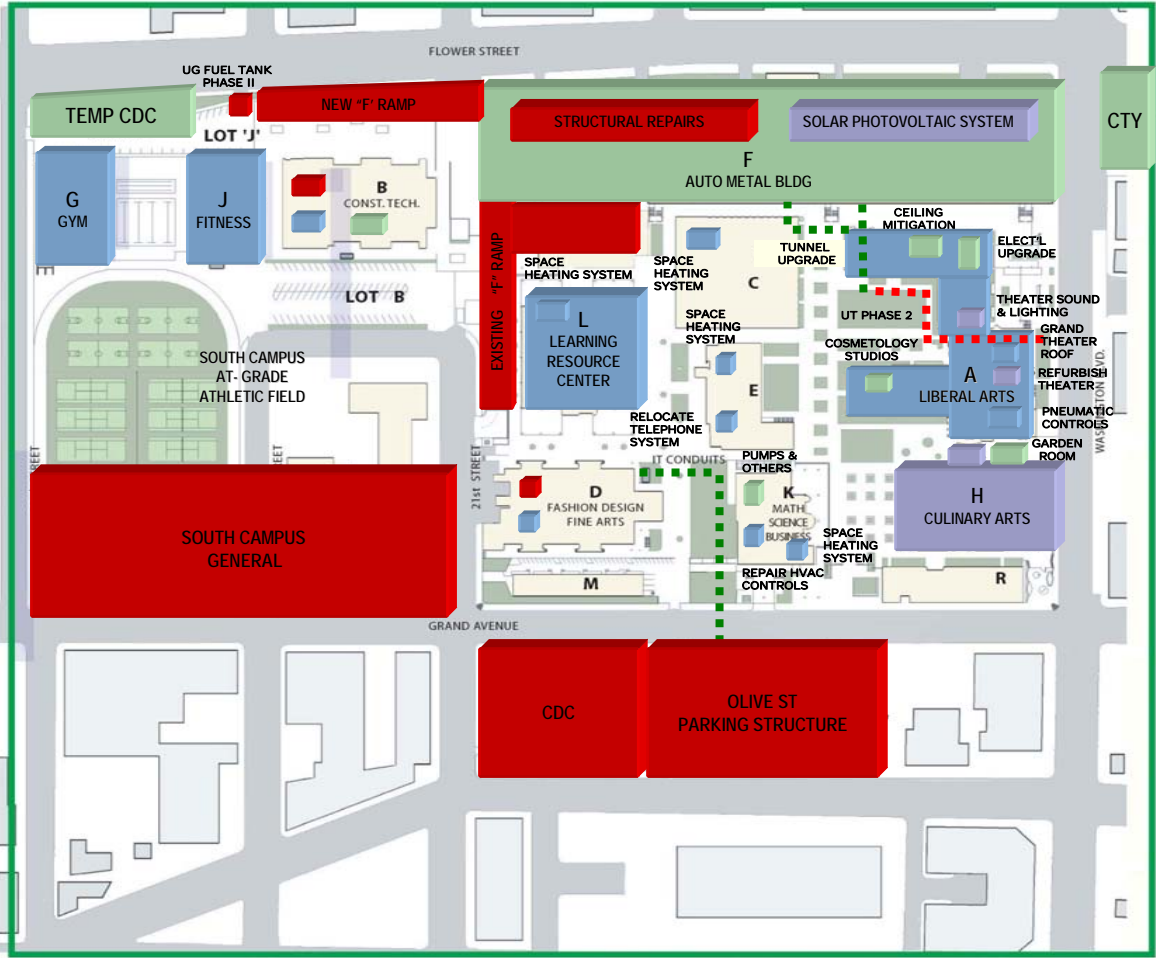 FLOWER STREET
UG FUEL TANK
PHASE II
TEMP CDC
NEW "F' RAMP
LOT 'J'
STRUCTURAL REPAIRS
SOLAR PHOTOVOLTAIC SYSTEM
CTY
F
AUTO METAL BLDG
G
GYM
J
FITNESS
B
CONST. TECH.
EXISTING "F' RAMP
SPACE
HEATING SYSTEM
SPACE
HEATING
SYSTEM
C
TUNNEL
UPGRADE
CEILING
MITIGATION
ELECT'L
UPGRADE
LOT B
L
LEARNING
RESOURCE
CENTER
SPACE
HEATING
SYSTEM
UT PHASE 2
THEATER SOUND
& LIGHTING
GRAND
THEATER
ROOF
COSMETOLOGY
STUDIOS
REFURBISH
THEATER
A
LIBERAL ARTS
PNEUMATIC
CONTROLS
SOUTH CAMPUS
AT- GRADE
ATHLETIC FIELD
E
RELOCATE
TELEPHONE
SYSTEM
WASHINGTON BLVD.
GARDEN
ROOM
IT CONDUITS
PUMPS &
OTHERS
STREET
STREET
21st STREET
D
FASHION DESIGN
FINE ARTS
K
MATH
SCIENCE
BUSINESS
H
CULINARY ARTS
SPACE
HEATING
SYSTEM
SOUTH CAMPUS
GENERAL
M
REPAIR HVAC
CONTROLS
R
GRAND AVENUE
CDC
OLIVE ST
PARKING STRUCTURE